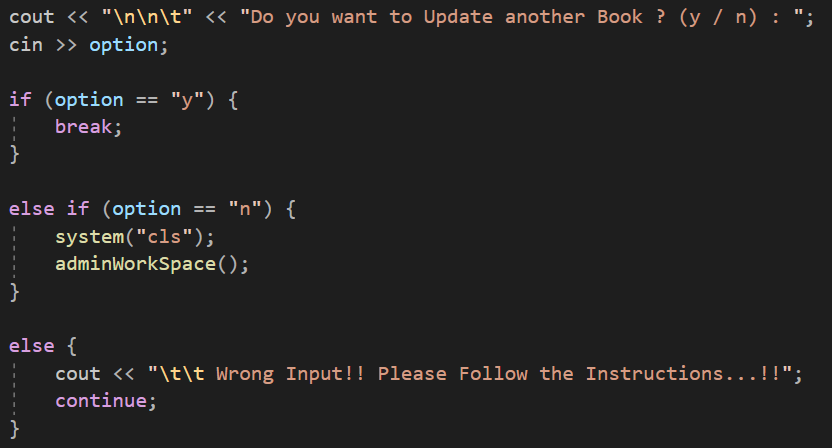 cout << "\n\n\t" << "Do you want to Update another Book ? (y / n) : ";
cin >> option;
if (option == "y") {
break;
}
else if (option == "n") {
system("cls");
adminWorkSpace();
}
else {
cout << "\t\t Wrong Input!! Please Follow the Instructions...!!";
continue;
}